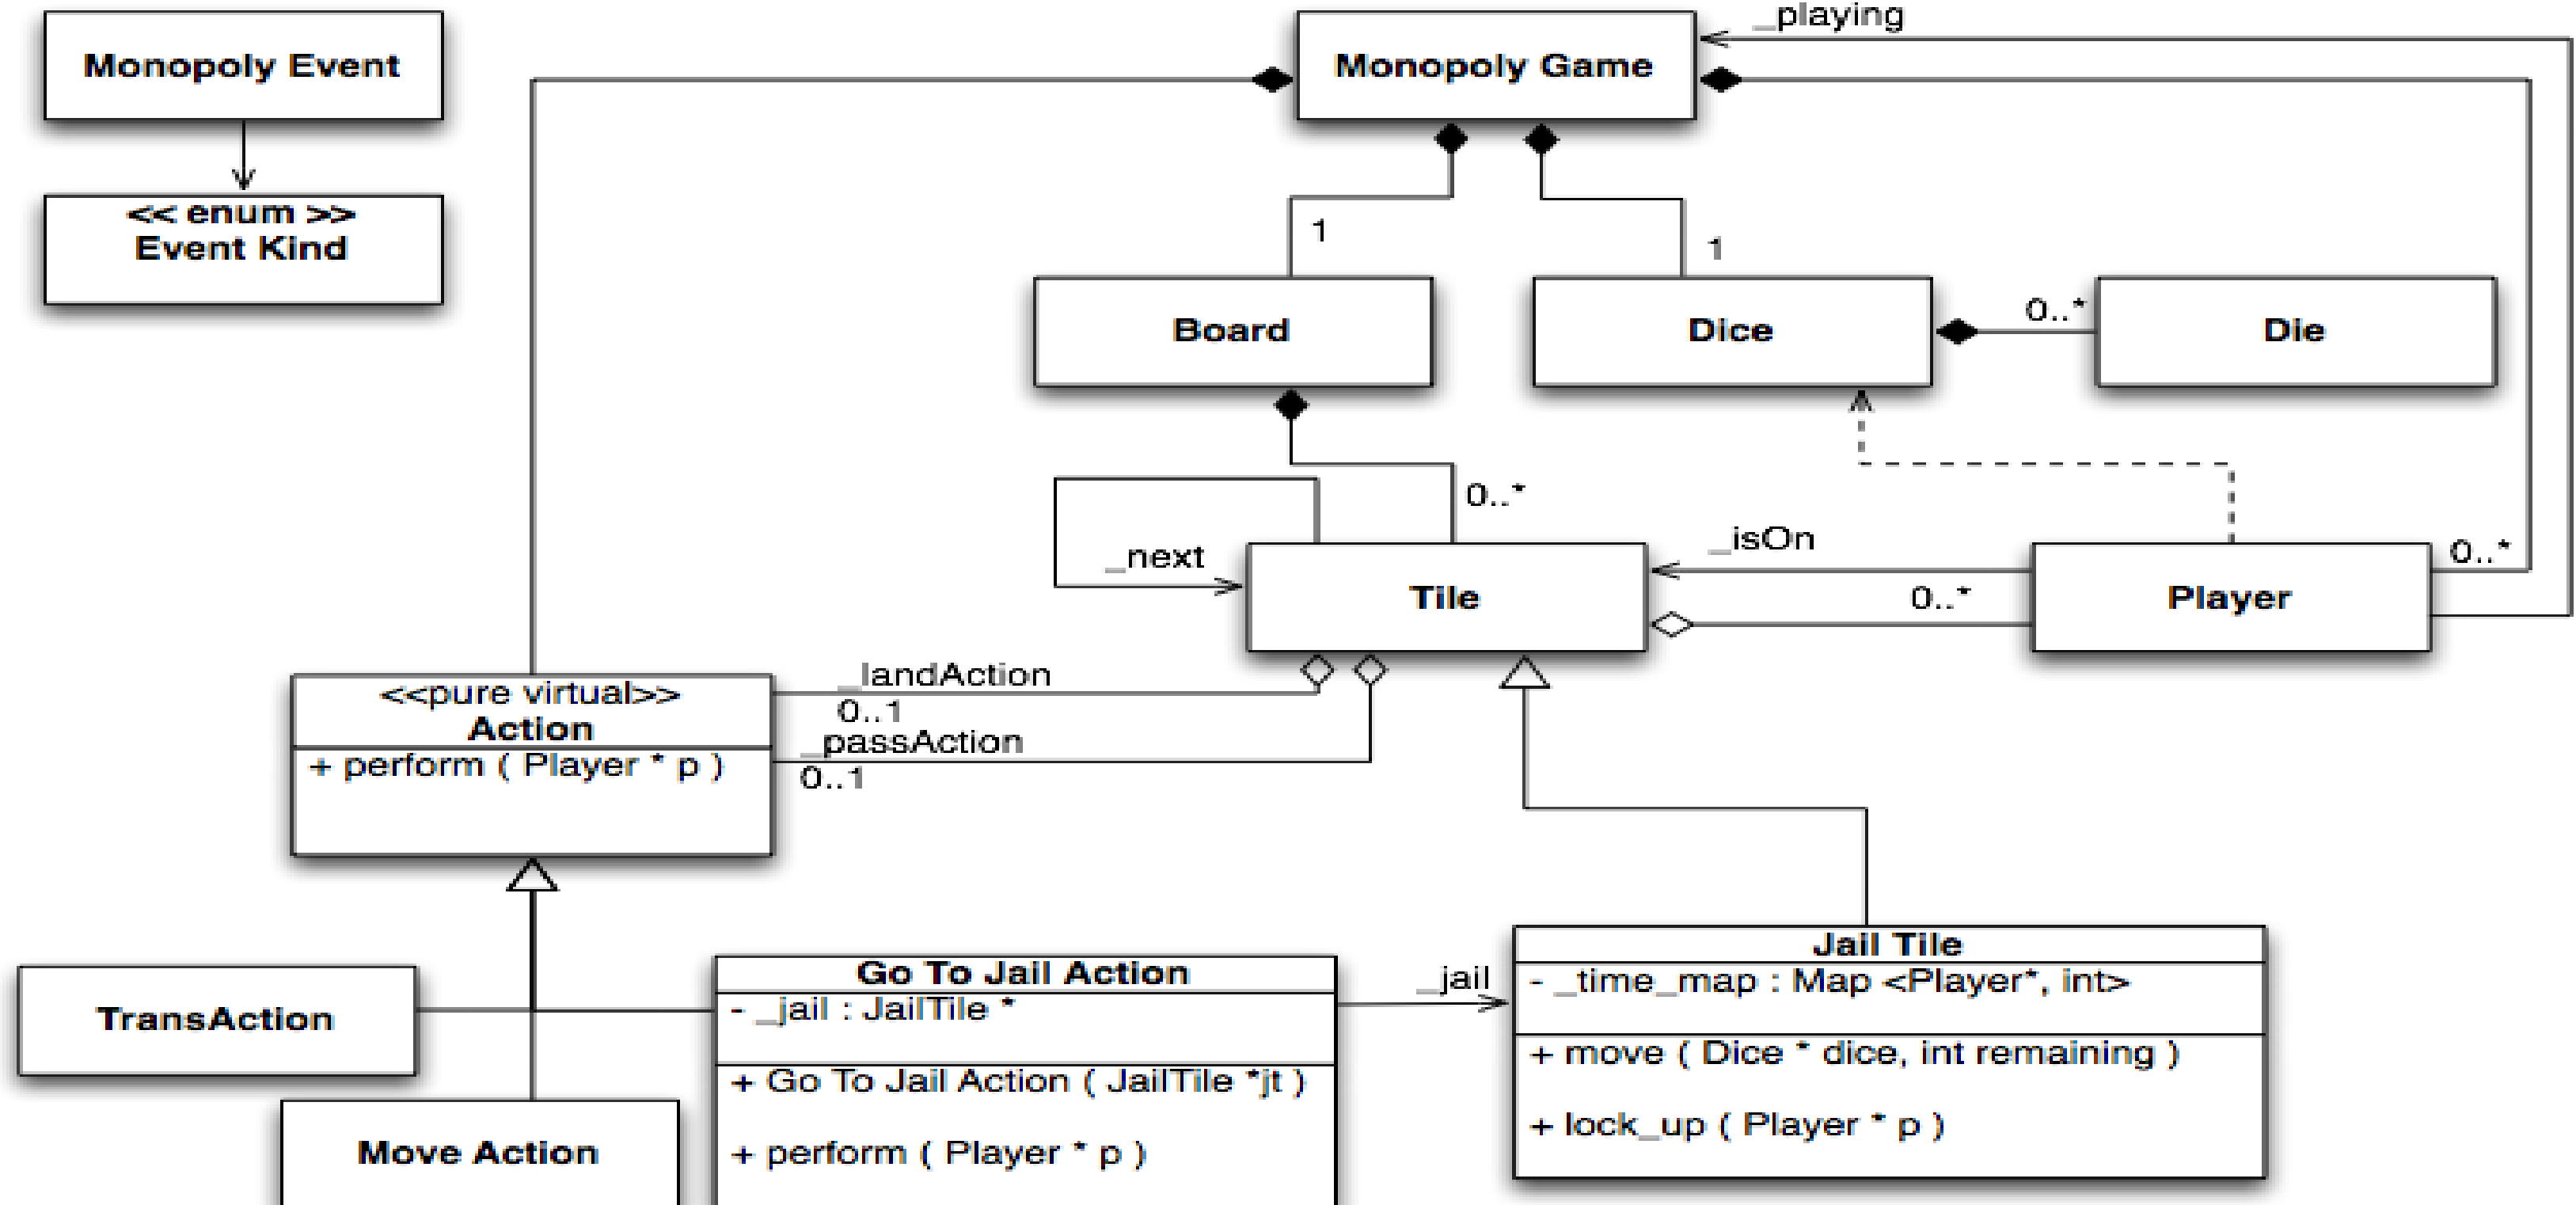 Monopoly Event
<< enum >>
Event Kind
Monopoly Game
_playing
1
1
Board
Dice
0..*
Die
0..*
_next
Tile
_isOn
0..*
Player
0..*
<<pure virtual>>
Action
+ perform ( Player * p )
_landAction
0..1
_passAction
0..1
TransAction
Move Action
Go To Jail Action
- _jail : JailTile *
+ Go To Jail Action ( JailTile *jt )
+ perform ( Player * p )
_jail
Jail Tile
- _time_map : Map <Player*, int>
+ move ( Dice * dice, int remaining )
+ lock_up ( Player * p )